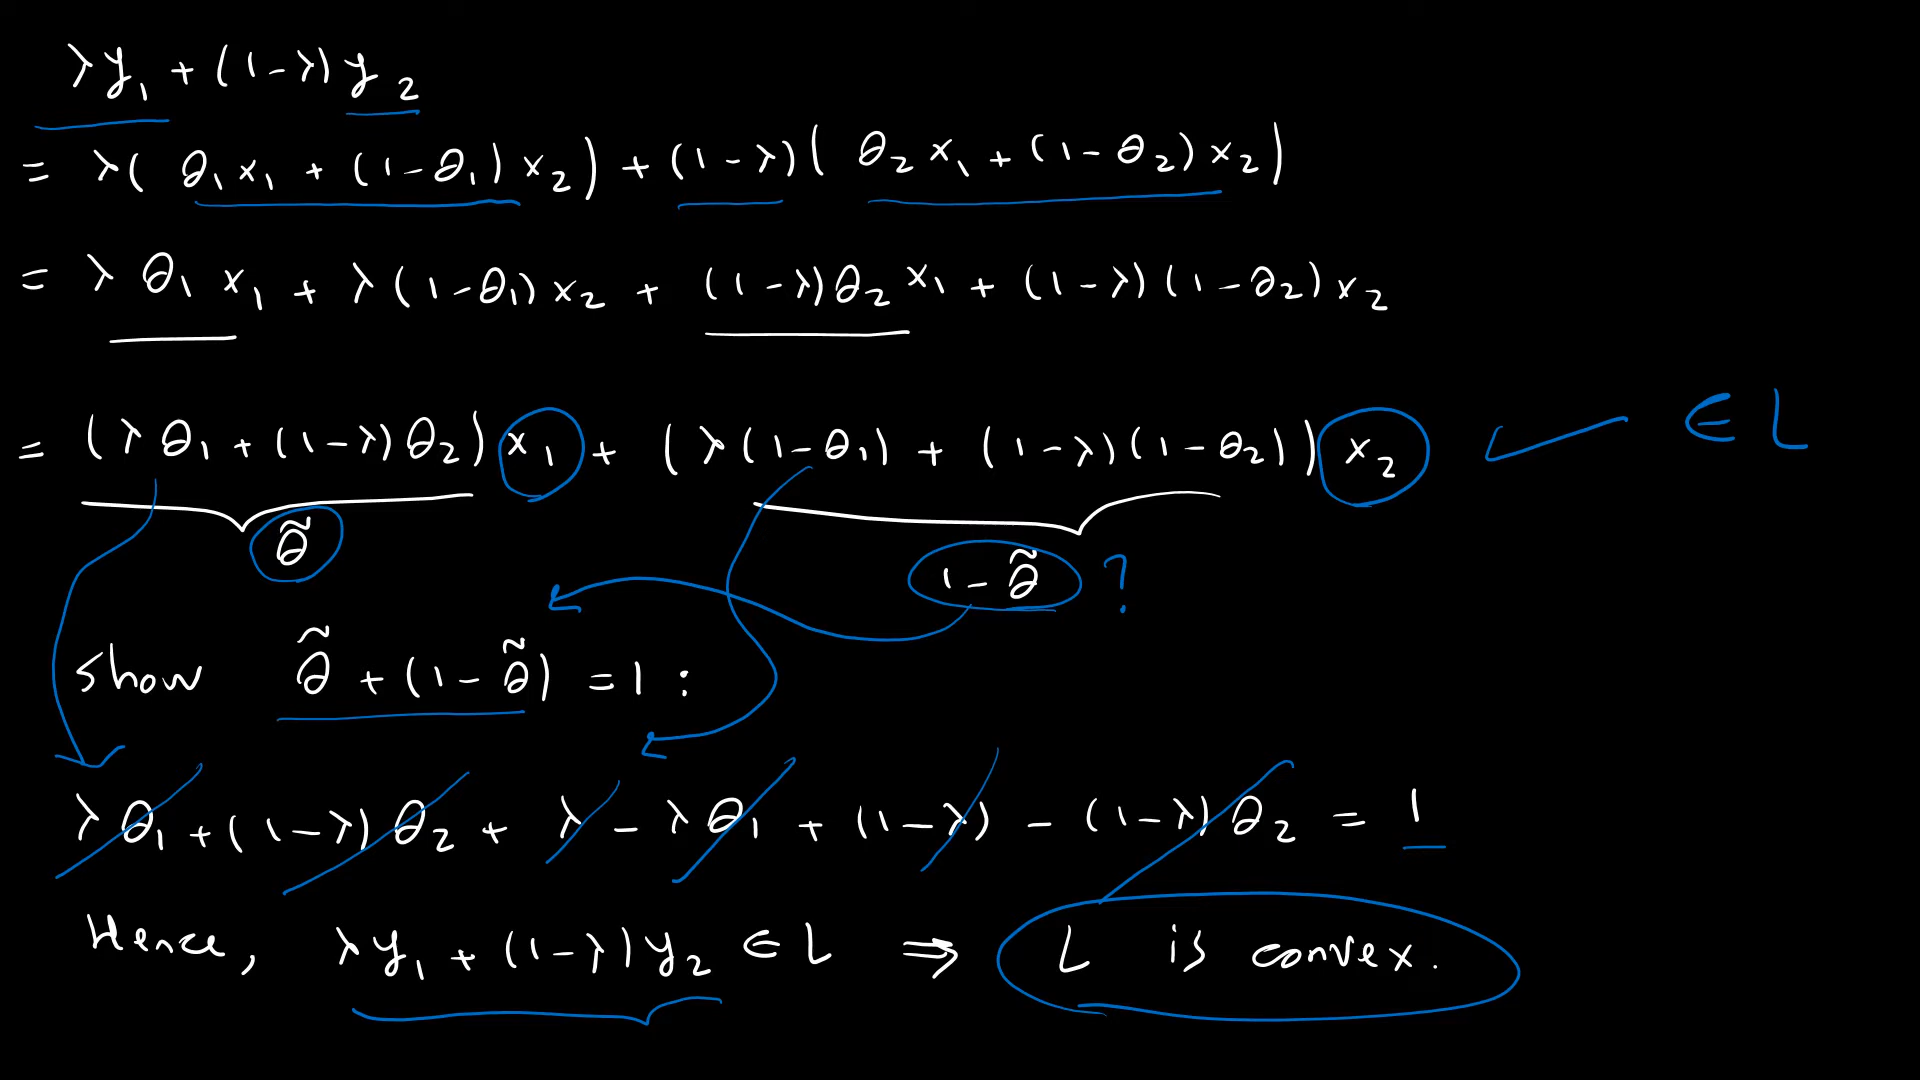 λy₁ + (1-λ)y₂
= λ( θ₁x₁ + (1-θ₁)x₂) + (1-λ)( θ₂x₁ + (1-θ₂)x₂)
= λθ₁x₁ + λ(1-θ₁)x₂ + (1-λ)θ₂x₁ + (1-λ)(1-θ₂)x₂
= (λθ₁ + (1-λ)θ₂)x₁ + (λ(1-θ₁) + (1-λ)(1-θ₂))x₂ ∈ L
θ̃ 1-θ̃ ?
Show θ̃ + (1-θ̃) = 1 :
λθ₁ + (1-λ)θ₂ + λ - λθ₁ + (1-λ) - (1-λ)θ₂ = 1
Hence, λy₁ + (1-λ)y₂ ∈ L ⇒ L is convex.